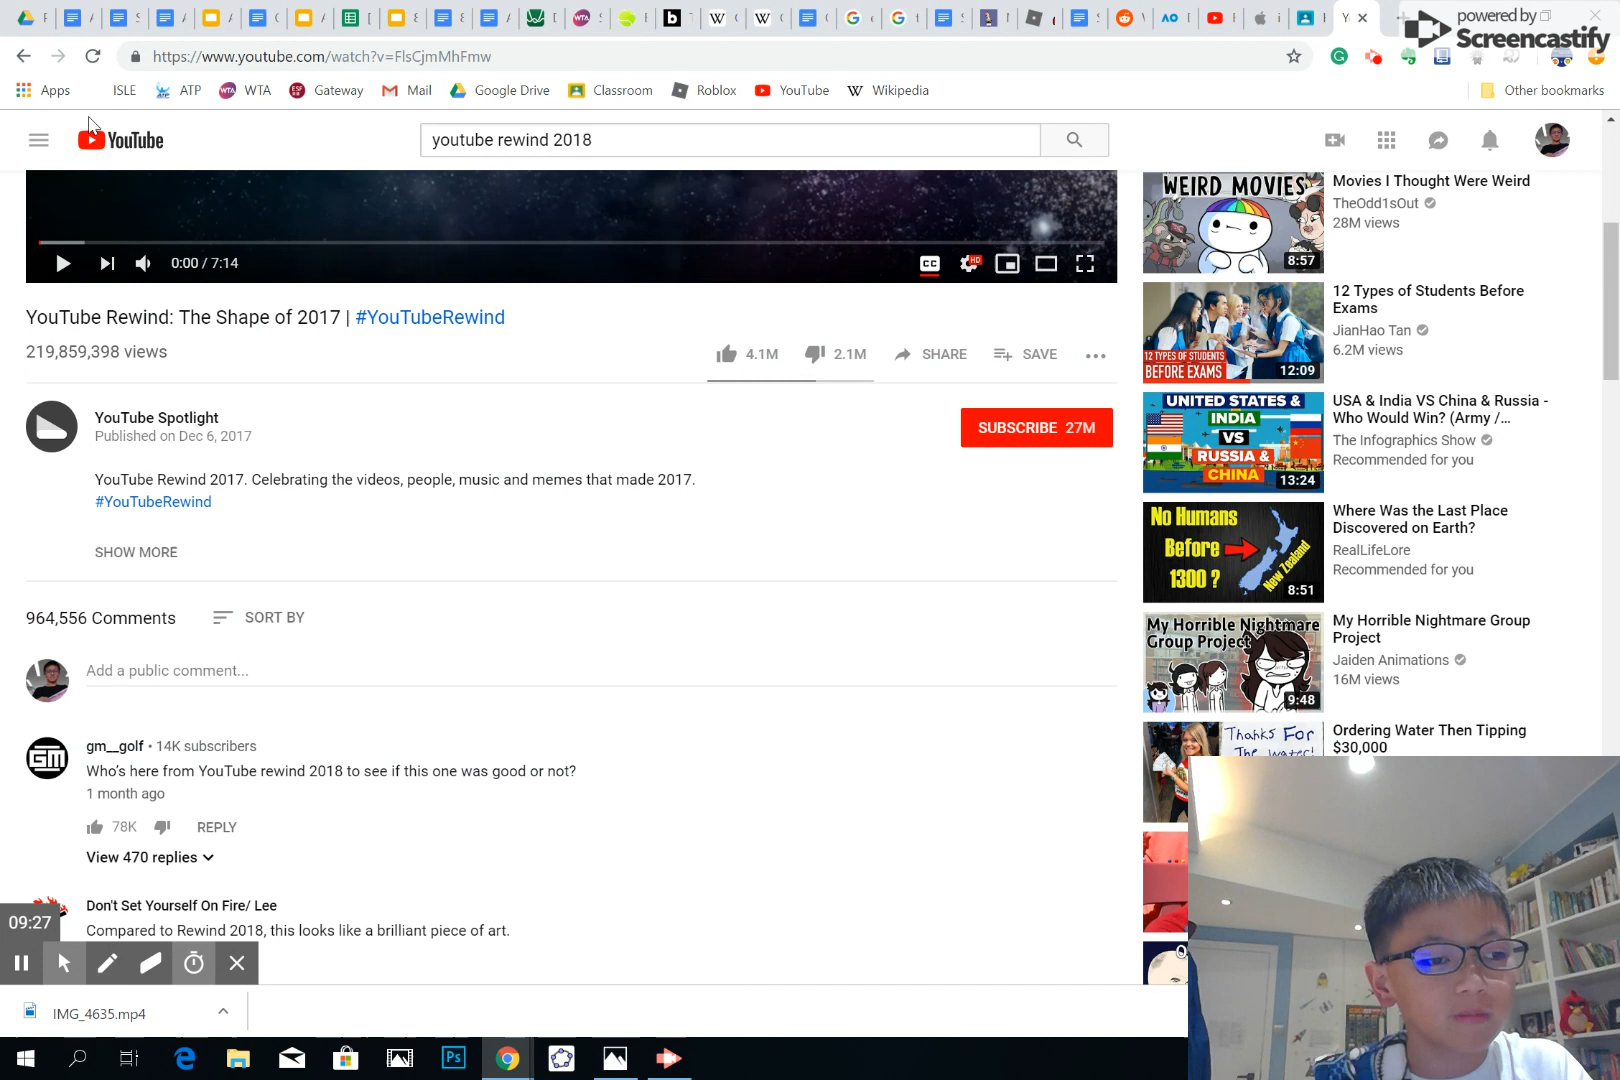 powered by
Screencastify
https://www.youtube.com/watch?v=FlsCjmMhFmw
Apps
ISLE
ATP
WTA
Gateway
Mail
Google Drive
Classroom
Roblox
YouTube
Wikipedia
Other bookmarks
YouTube
youtube rewind 2018
0:00 / 7:14
CC
HD
YouTube Rewind: The Shape of 2017 | #YouTubeRewind
219,859,398 views
4.1M
2.1M
SHARE
SAVE
YouTube Spotlight
Published on Dec 6, 2017
SUBSCRIBE 27M
YouTube Rewind 2017. Celebrating the videos, people, music and memes that made 2017.
#YouTubeRewind
SHOW MORE
964,556 Comments
SORT BY
Add a public comment...
GM
gm__golf • 14K subscribers
Who's here from YouTube rewind 2018 to see if this one was good or not?
1 month ago
78K
REPLY
View 470 replies
Don't Set Yourself On Fire/ Lee
Compared to Rewind 2018, this looks like a brilliant piece of art.
09:27
IMG_4635.mp4
Ps
WEIRD MOVIES
8:57
Movies I Thought Were Weird
TheOdd1sOut
28M views
12 TYPES OF STUDENTS
BEFORE EXAMS
12:09
12 Types of Students Before
Exams
JianHao Tan
6.2M views
UNITED STATES &
INDIA
VS
RUSSIA &
CHINA
13:24
USA & India VS China & Russia -
Who Would Win? (Army /...
The Infographics Show
Recommended for you
No Humans
Before
1300 ?
New Zealand
8:51
Where Was the Last Place
Discovered on Earth?
RealLifeLore
Recommended for you
My Horrible Nightmare
Group Project
9:48
My Horrible Nightmare Group
Project
Jaiden Animations
16M views
Thanks For
The water!
Ordering Water Then Tipping
$30,000